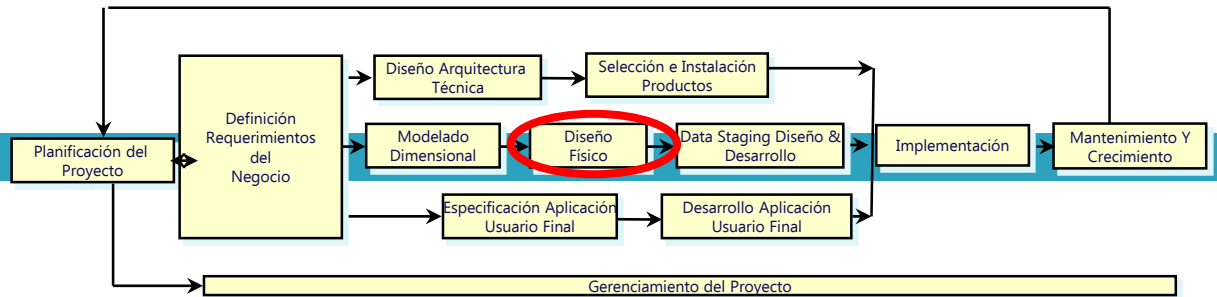 Diseño Arquitectura
Técnica
Selección e Instalación
Productos
Definición
Requerimientos
del
Negocio
Planificación del
Proyecto
Modelado
Dimensional
Diseño
Físico
Data Staging Diseño &
Desarrollo
Implementación
Mantenimiento Y
Crecimiento
Especificación Aplicación
Usuario Final
Desarrollo Aplicación
Usuario Final
Gerenciamiento del Proyecto